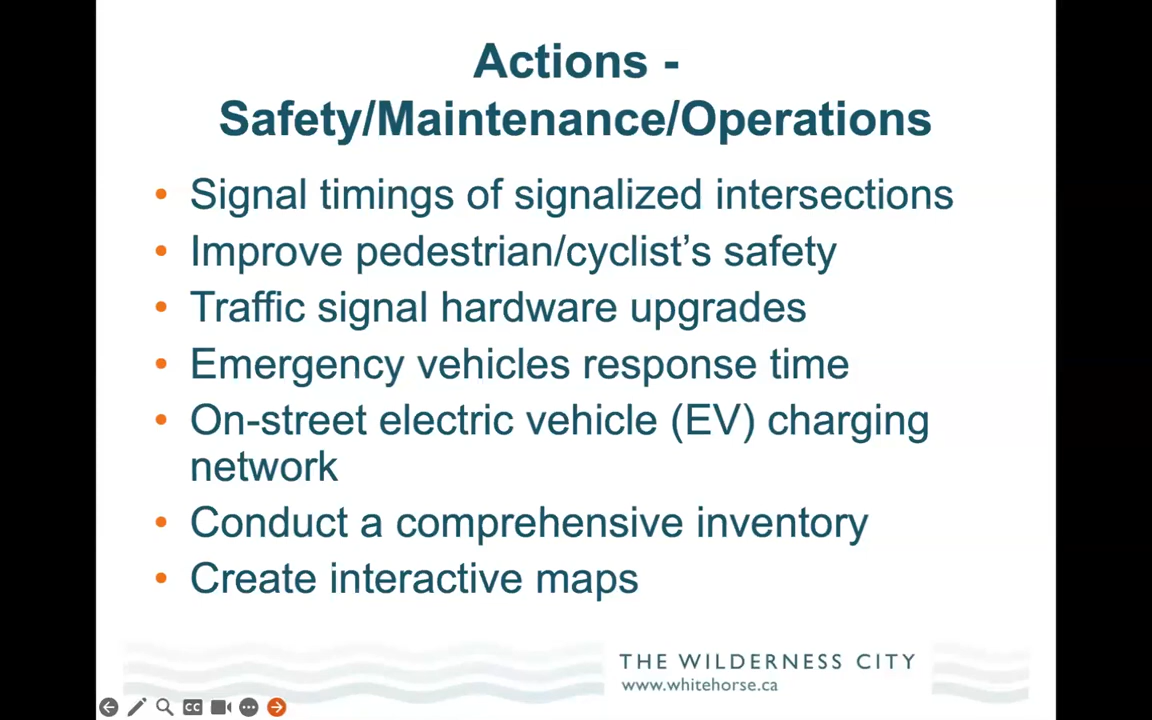 Actions -
Safety/Maintenance/Operations
• Signal timings of signalized intersections
• Improve pedestrian/cyclist’s safety
• Traffic signal hardware upgrades
• Emergency vehicles response time
• On-street electric vehicle (EV) charging
network
• Conduct a comprehensive inventory
• Create interactive maps
THE WILDERNESS CITY
www.whitehorse.ca
CC